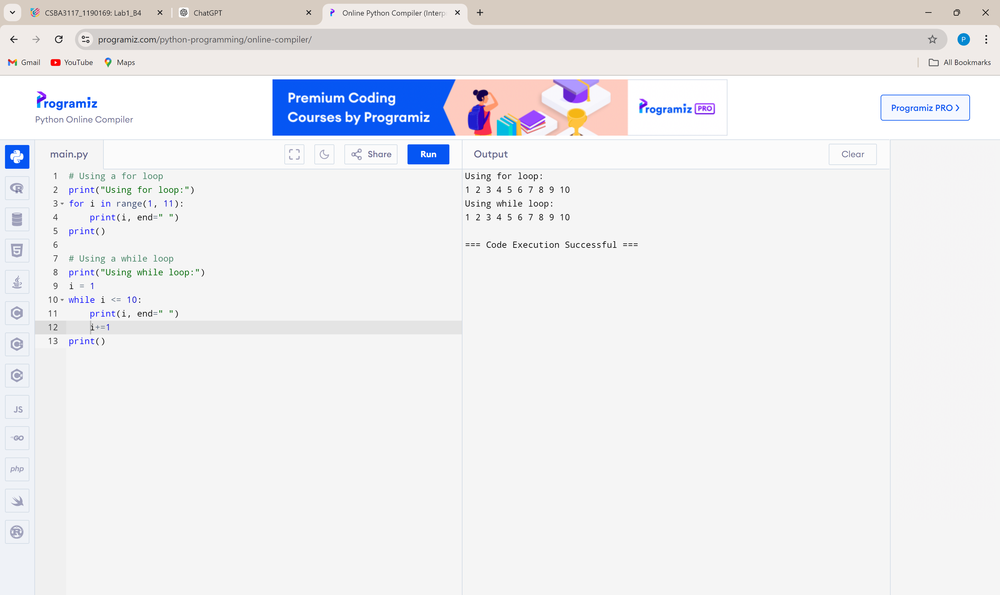 CSBA3117_1190169: Lab1_B4
ChatGPT
Online Python Compiler (Interp
programiz.com/python-programming/online-compiler/
P
Gmail
YouTube
Maps
All Bookmarks
Programiz
Python Online Compiler
Premium Coding
Courses by Programiz
Programiz PRO
Programiz PRO
main.py
Share
Run
Output
Clear
1 # Using a for loop
2 print("Using for loop:")
3 for i in range(1, 11):
4     print(i, end=" ")
5 print()
6
7 # Using a while loop
8 print("Using while loop:")
9 i = 1
10 while i <= 10:
11     print(i, end=" ")
12     i+=1
13 print()
Using for loop:
1 2 3 4 5 6 7 8 9 10
Using while loop:
1 2 3 4 5 6 7 8 9 10
=== Code Execution Successful ===
R
5
C
C++
C#
JS
GO
php
R